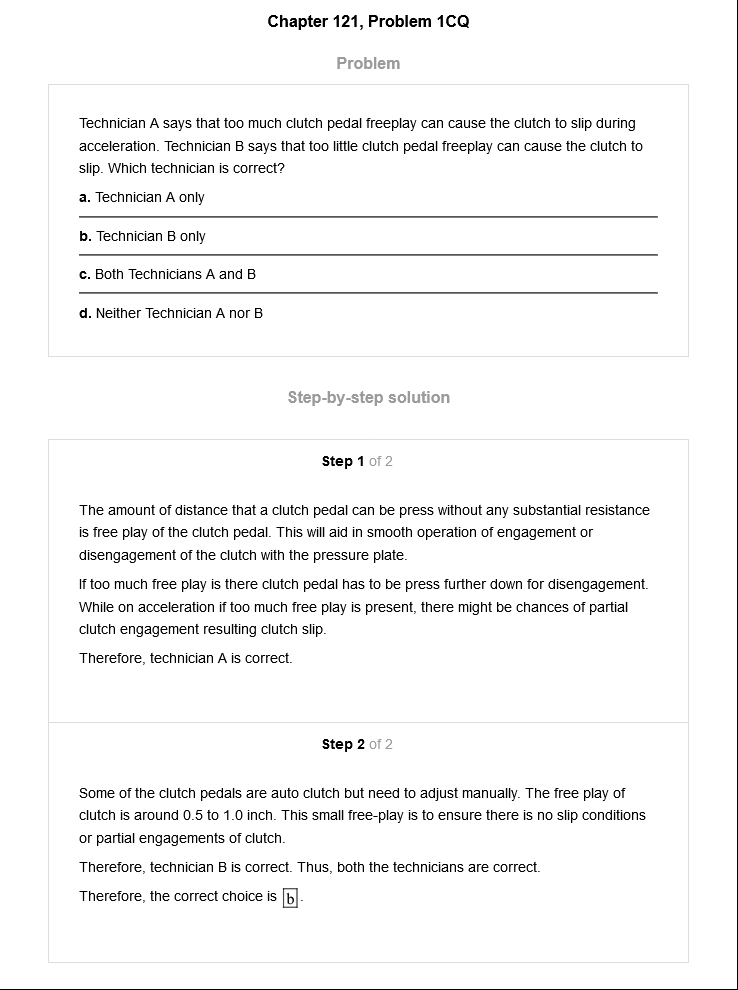 Chapter 121, Problem 1CQ
Problem
Technician A says that too much clutch pedal freeplay can cause the clutch to slip during
acceleration. Technician B says that too little clutch pedal freeplay can cause the clutch to
slip. Which technician is correct?
a. Technician A only
b. Technician B only
c. Both Technicians A and B
d. Neither Technician A nor B
Step-by-step solution
Step 1 of 2
The amount of distance that a clutch pedal can be press without any substantial resistance
is free play of the clutch pedal. This will aid in smooth operation of engagement or
disengagement of the clutch with the pressure plate.
If too much free play is there clutch pedal has to be press further down for disengagement.
While on acceleration if too much free play is present, there might be chances of partial
clutch engagement resulting clutch slip.
Therefore, technician A is correct.
Step 2 of 2
Some of the clutch pedals are auto clutch but need to adjust manually. The free play of
clutch is around 0.5 to 1.0 inch. This small free-play is to ensure there is no slip conditions
or partial engagements of clutch.
Therefore, technician B is correct. Thus, both the technicians are correct.
Therefore, the correct choice is b.